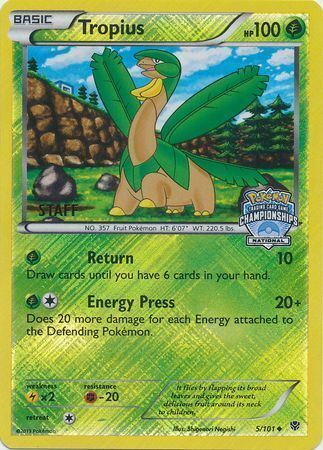 BASIC
Tropius
HP100
STAFF
Pokémon
TRADING CARD GAME
CHAMPIONSHIPS
NATIONAL
NO. 357 Fruit Pokémon HT: 6'07" WT: 220.5 lbs.
Return 10
Draw cards until you have 6 cards in your hand.
Energy Press 20+
Does 20 more damage for each Energy attached to
the Defending Pokémon.
weakness resistance
×2 -20
retreat
It flies by flapping its broad
leaves and gives the sweet,
delicious fruit around its neck
to children.
©2013 Pokémon
Illus. Shigenori Negishi
5/101